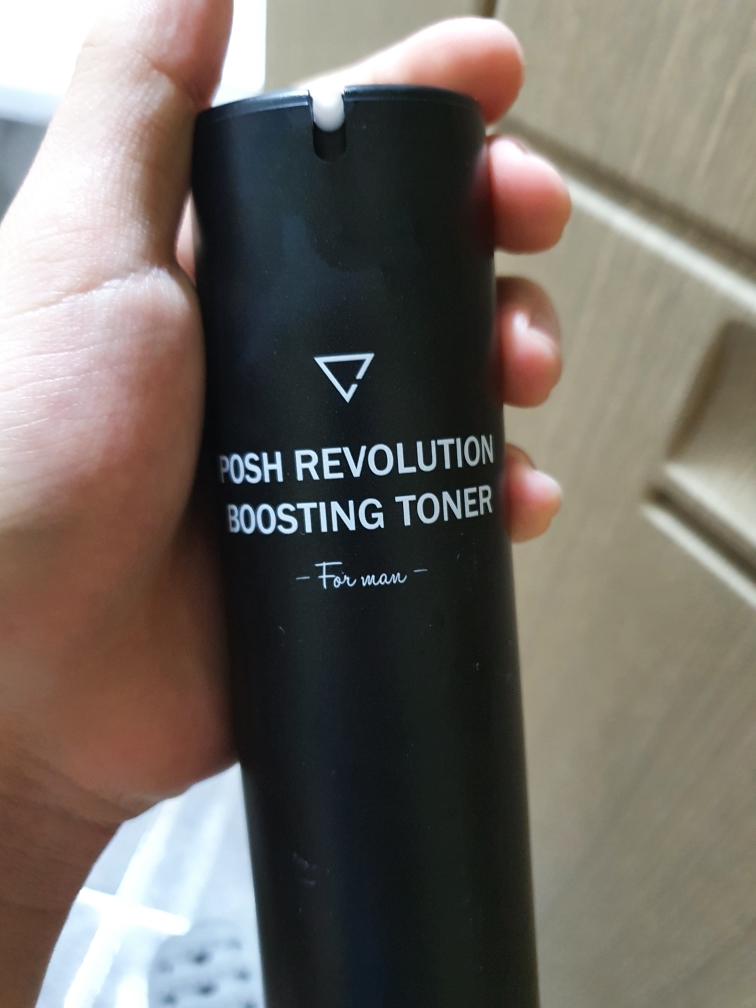 POSH REVOLUTION
BOOSTING TONER
- For man -